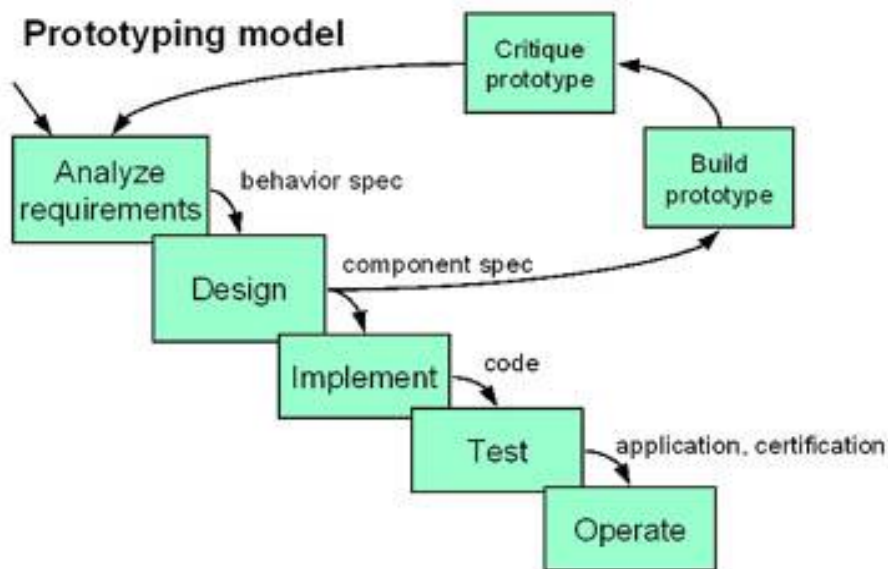 Prototyping model
Critique
prototype
Build
prototype
Analyze
requirements
behavior spec
Design
component spec
Implement
code
Test
application, certification
Operate